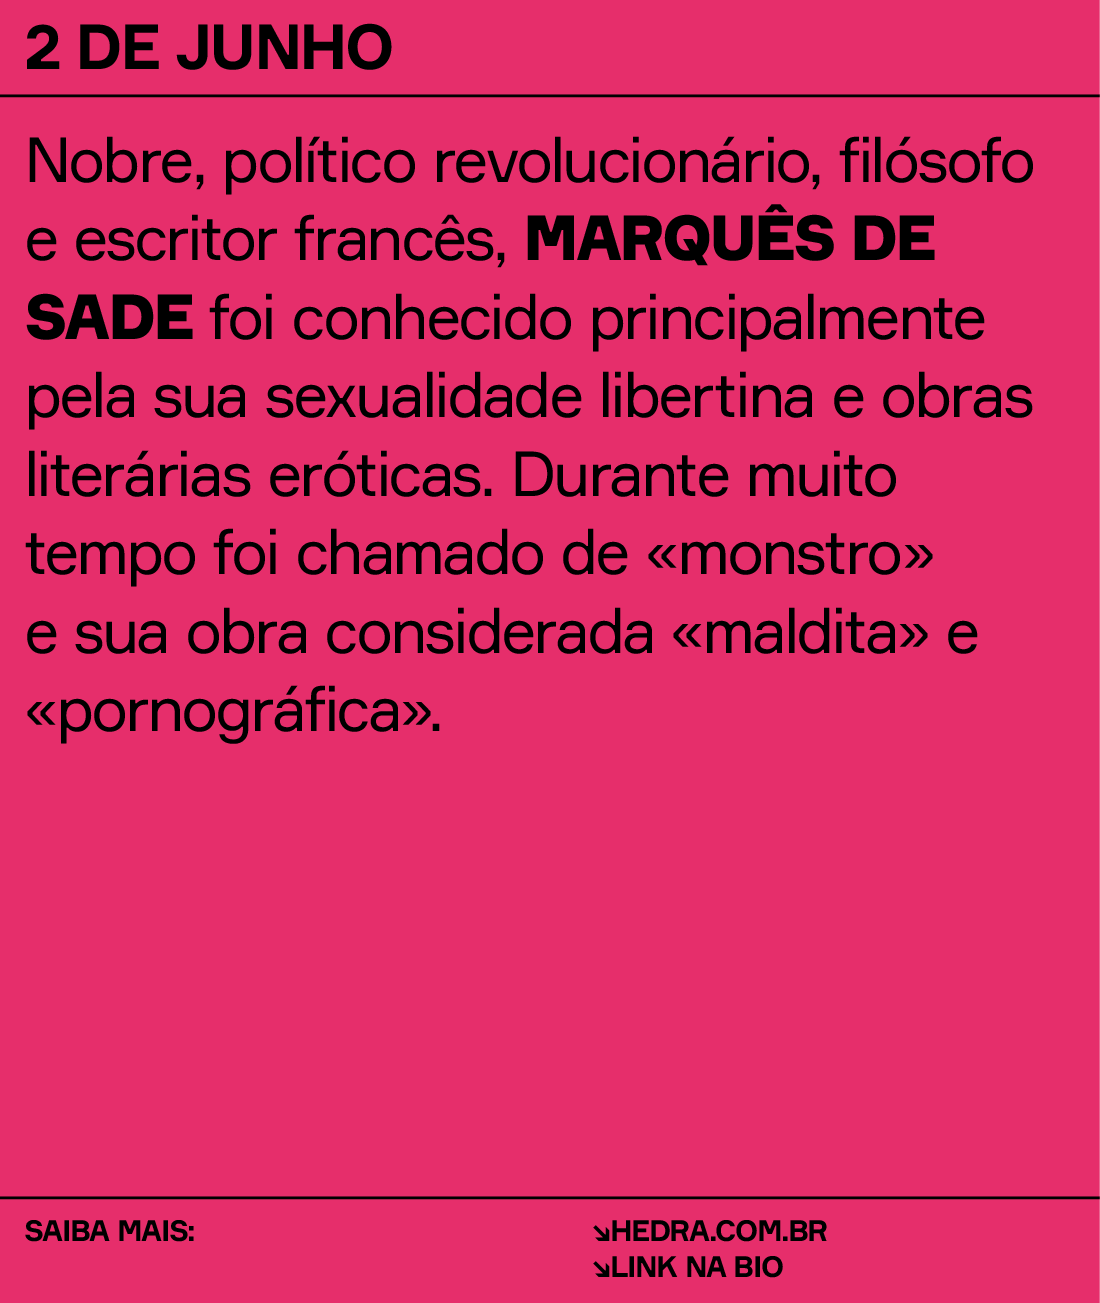 2 DE JUNHO
Nobre, político revolucionário, filósofo
e escritor francês, MARQUÊS DE
SADE foi conhecido principalmente
pela sua sexualidade libertina e obras
literárias eróticas. Durante muito
tempo foi chamado de «monstro»
e sua obra considerada «maldita» e
«pornográfica».
SAIBA MAIS:
↘HEDRA.COM.BR
↘LINK NA BIO